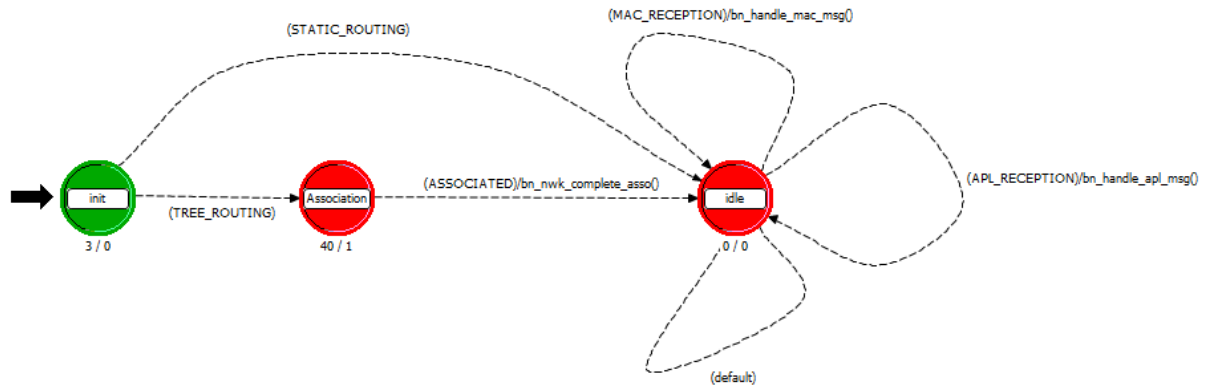 (MAC_RECEPTION)/bn_handle_mac_msg()
(STATIC_ROUTING)
(APL_RECEPTION)/bn_handle_apl_msg()
(ASSOCIATED)/bn_nwk_complete_asso()
init
Association
idle
(TREE_ROUTING)
3 / 0
40 / 1
0 / 0
(default)